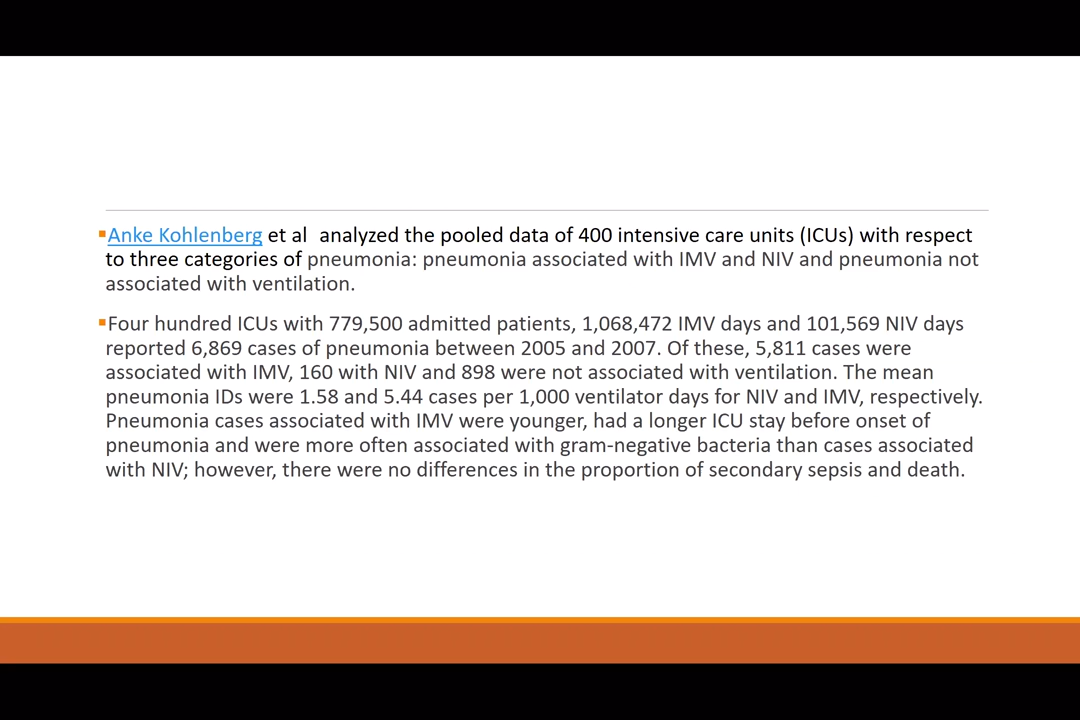 ▪Anke Kohlenberg et al  analyzed the pooled data of 400 intensive care units (ICUs) with respect
to three categories of pneumonia: pneumonia associated with IMV and NIV and pneumonia not
associated with ventilation.
▪Four hundred ICUs with 779,500 admitted patients, 1,068,472 IMV days and 101,569 NIV days
reported 6,869 cases of pneumonia between 2005 and 2007. Of these, 5,811 cases were
associated with IMV, 160 with NIV and 898 were not associated with ventilation. The mean
pneumonia IDs were 1.58 and 5.44 cases per 1,000 ventilator days for NIV and IMV, respectively.
Pneumonia cases associated with IMV were younger, had a longer ICU stay before onset of
pneumonia and were more often associated with gram-negative bacteria than cases associated
with NIV; however, there were no differences in the proportion of secondary sepsis and death.